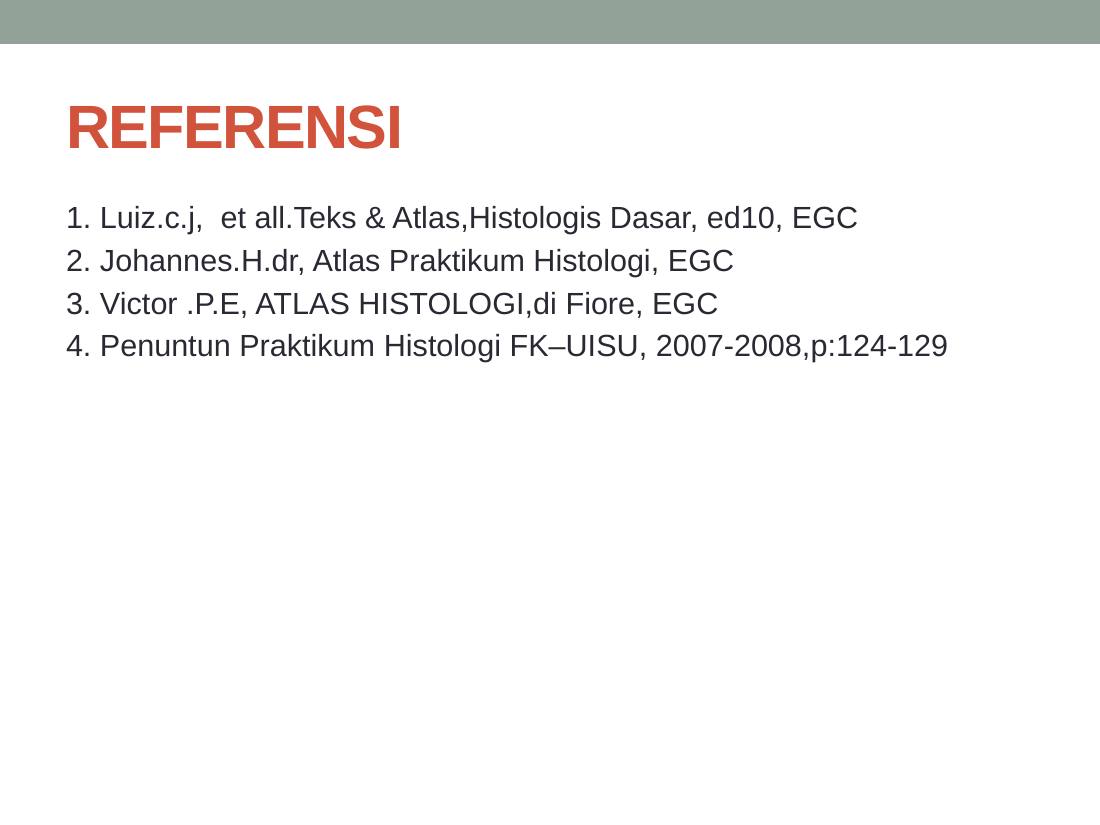 REFERENSI
1. Luiz.c.j,  et all.Teks & Atlas,Histologis Dasar, ed10, EGC
2. Johannes.H.dr, Atlas Praktikum Histologi, EGC
3. Victor .P.E, ATLAS HISTOLOGI,di Fiore, EGC
4. Penuntun Praktikum Histologi FK–UISU, 2007-2008,p:124-129